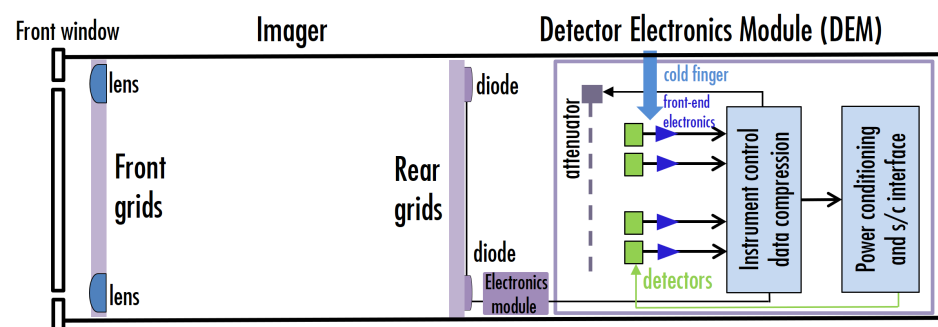 Front window
Imager
Detector Electronics Module (DEM)
lens
diode
cold finger
front-end
electronics
attenuator
Front
grids
Rear
grids
Instrument control
data compression
Power conditioning
and s/c interface
diode
lens
Electronics
module
detectors